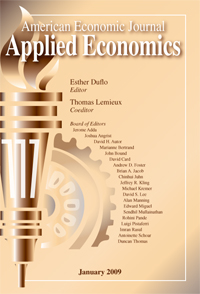 American Economic Journal
Applied Economics
Esther Duflo
Editor
Thomas Lemieux
Coeditor
Board of Editors
Jerome Adda
Joshua Angrist
David H. Autor
Marianne Bertrand
John Bound
David Card
Andrew D. Foster
Brian A. Jacob
Chinhui Juhn
Jeffrey R. Kling
Michael Kremer
David S. Lee
Alan Manning
Edward Miguel
Sendhil Mullainathan
Rohini Pande
Luigi Pistaferri
Imran Rasul
Antoinette Schoar
Duncan Thomas
January 2009